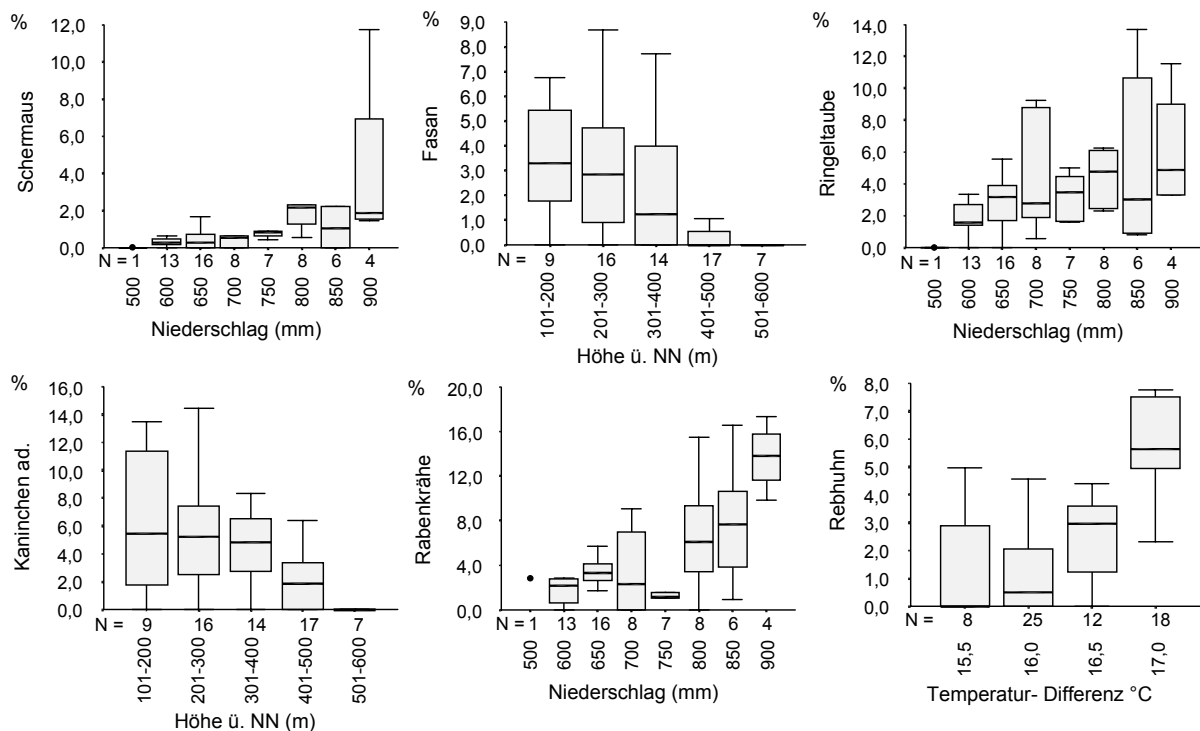 %
12,0
10,0
8,0
6,0
4,0
2,0
0,0
Schermaus
N = 1 13 16 8 7 8 6 4
500 600 650 700 750 800 850 900
Niederschlag (mm)
%
9,0
8,0
7,0
6,0
5,0
4,0
3,0
2,0
1,0
0,0
Fasan
N = 9 16 14 17 7
101-200 201-300 301-400 401-500 501-600
Höhe ü. NN (m)
%
14,0
12,0
10,0
8,0
6,0
4,0
2,0
0,0
Ringeltaube
N = 1 13 16 8 7 8 6 4
500 600 650 700 750 800 850 900
Niederschlag (mm)
%
16,0
14,0
12,0
10,0
8,0
6,0
4,0
2,0
0,0
Kaninchen ad.
N = 9 16 14 17 7
101-200 201-300 301-400 401-500 501-600
Höhe ü. NN (m)
%
20,0
16,0
12,0
8,0
4,0
0,0
Rabenkrähe
N = 1 13 16 8 7 8 6 4
500 600 650 700 750 800 850 900
Niederschlag (mm)
%
8,0
7,0
6,0
5,0
4,0
3,0
2,0
1,0
0,0
Rebhuhn
N = 8 25 12 18
15,5 16,0 16,5 17,0
Temperatur- Differenz °C